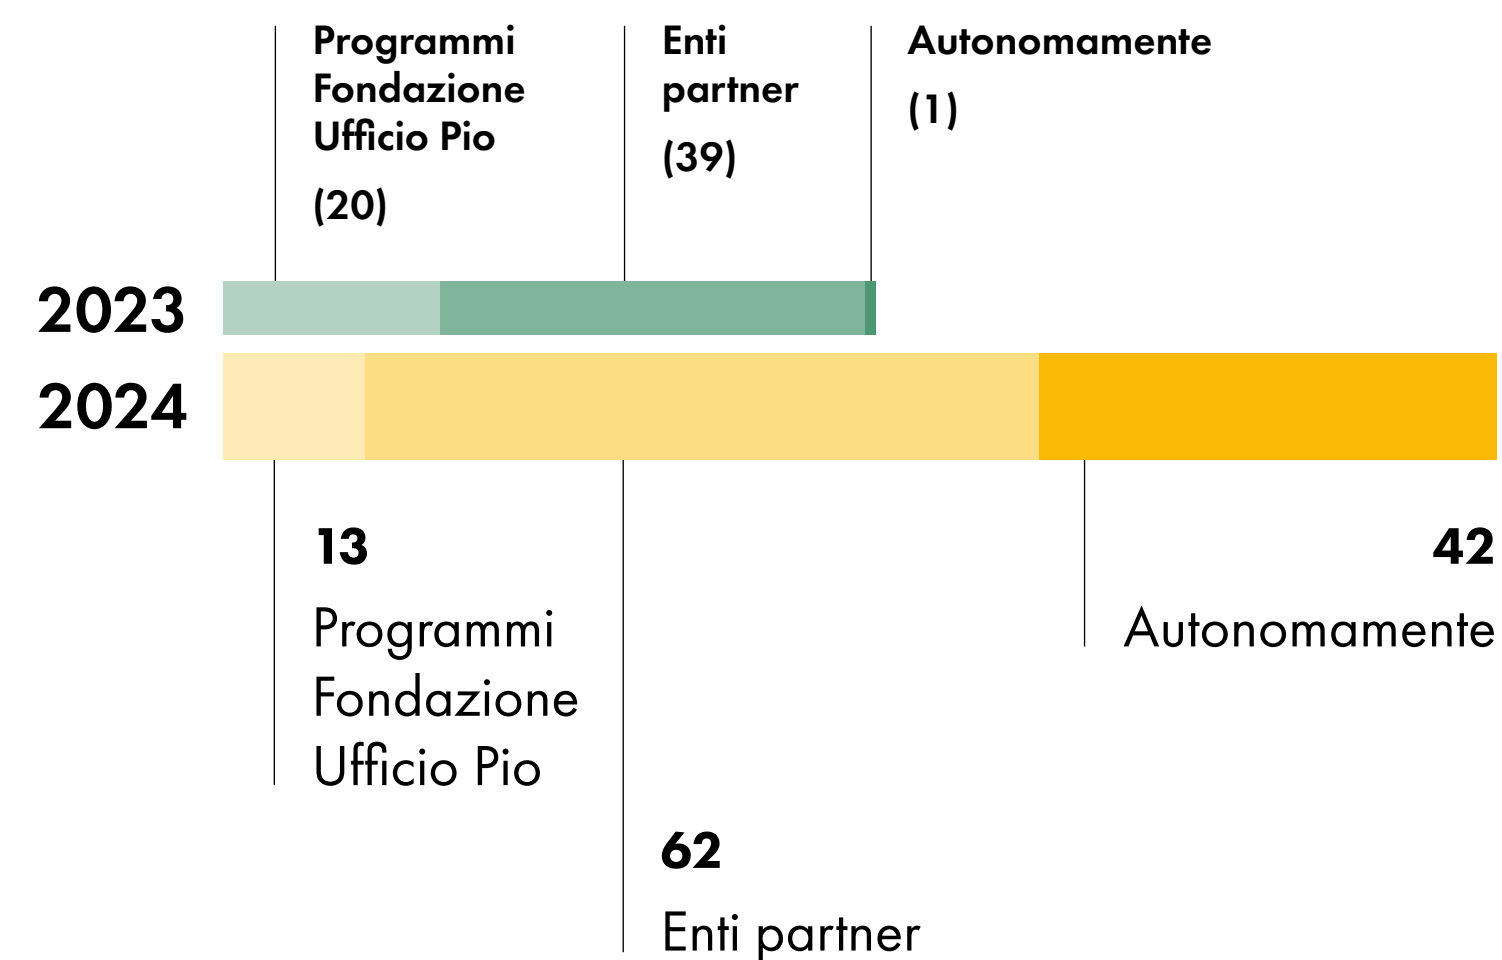 Programmi
Fondazione
Ufficio Pio
(20)
Enti
partner
(39)
Autonomamente
(1)
2023
2024
13
Programmi
Fondazione
Ufficio Pio
62
Enti partner
42
Autonomamente